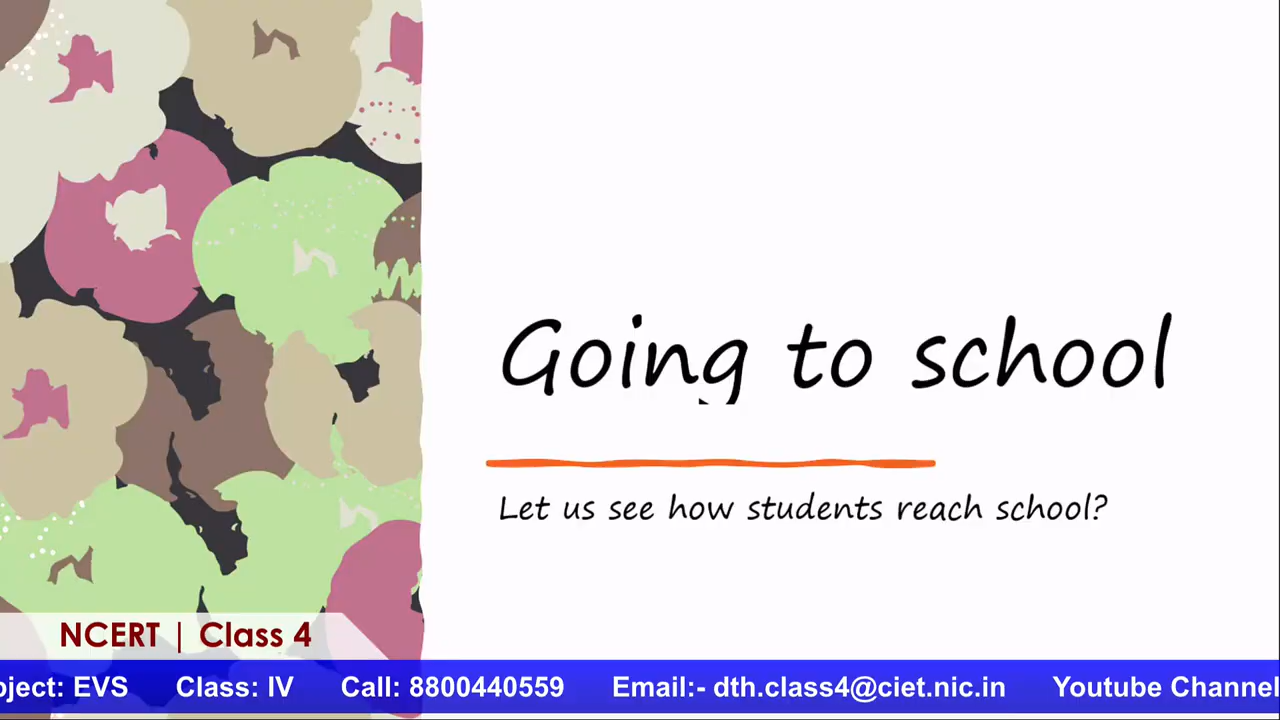 Going to school
Let us see how students reach school?
NCERT | Class 4
EVS Class: IV Call: 8800440559 Email:- dth.class4@ciet.nic.in Youtube Channel